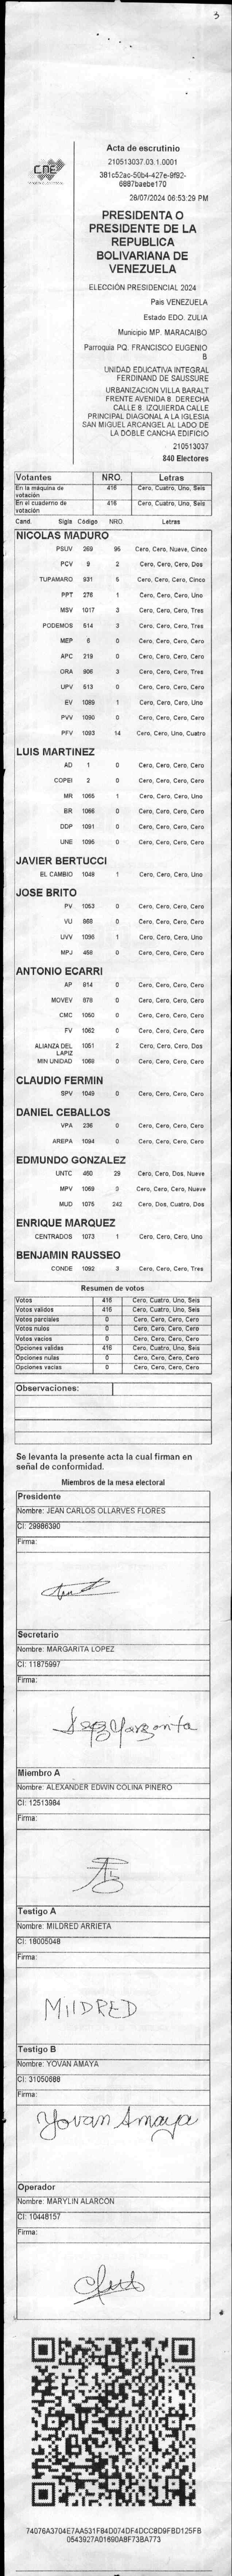 3
CNE
Acta de escrutinio
210513037.03.1.0001
381c52ac-50b4-427e-9f92-
6887baebe170
28/07/2024 06:53:29 PM
PRESIDENTA O
PRESIDENTE DE LA
REPUBLICA
BOLIVARIANA DE
VENEZUELA
ELECCIÓN PRESIDENCIAL 2024
Pais VENEZUELA
Estado EDO. ZULIA
Municipio MP. MARACAIBO
Parroquia PQ. FRANCISCO EUGENIO
B
UNIDAD EDUCATIVA INTEGRAL
FERDINAND DE SAUSSURE
URBANIZACION VILLA BARALT
FRENTE AVENIDA 8. DERECHA
CALLE 8. IZQUIERDA CALLE
PRINCIPAL DIAGONAL A LA IGLESIA
SAN MIGUEL ARCANGEL AL LADO DE
LA DOBLE CANCHA EDIFICIO
210513037
840 Electores
Votantes NRO. Letras
En la máquina de votación 416 Cero, Cuatro, Uno, Seis
En el cuaderno de votación 416 Cero, Cuatro, Uno, Seis
Cand. Sigla Código NRO. Letras
NICOLAS MADURO
PSUV 269 95 Cero, Cero, Nueve, Cinco
PCV 9 2 Cero, Cero, Cero, Dos
TUPAMARO 931 5 Cero, Cero, Cero, Cinco
PPT 276 1 Cero, Cero, Cero, Uno
MSV 1017 3 Cero, Cero, Cero, Tres
PODEMOS 514 3 Cero, Cero, Cero, Tres
MEP 6 0 Cero, Cero, Cero, Cero
APC 219 0 Cero, Cero, Cero, Cero
ORA 906 3 Cero, Cero, Cero, Tres
UPV 513 0 Cero, Cero, Cero, Cero
EV 1089 1 Cero, Cero, Cero, Uno
PVV 1090 0 Cero, Cero, Cero, Cero
PFV 1093 14 Cero, Cero, Uno, Cuatro
LUIS MARTINEZ
AD 1 0 Cero, Cero, Cero, Cero
COPEI 2 0 Cero, Cero, Cero, Cero
MR 1065 1 Cero, Cero, Cero, Uno
BR 1066 0 Cero, Cero, Cero, Cero
DDP 1091 0 Cero, Cero, Cero, Cero
UNE 1096 0 Cero, Cero, Cero, Cero
JAVIER BERTUCCI
EL CAMBIO 1048 1 Cero, Cero, Cero, Uno
JOSE BRITO
PV 1053 0 Cero, Cero, Cero, Cero
VU 968 0 Cero, Cero, Cero, Cero
UVV 1095 1 Cero, Cero, Cero, Uno
MPJ 458 0 Cero, Cero, Cero, Cero
ANTONIO ECARRI
AP 814 0 Cero, Cero, Cero, Cero
MOVEV 678 0 Cero, Cero, Cero, Cero
CMC 1050 0 Cero, Cero, Cero, Cero
FV 1062 0 Cero, Cero, Cero, Cero
ALIANZA DEL LAPIZ 1051 2 Cero, Cero, Cero, Dos
MIN UNIDAD 1068 0 Cero, Cero, Cero, Cero
CLAUDIO FERMIN
SPV 1049 0 Cero, Cero, Cero, Cero
DANIEL CEBALLOS
VPA 236 0 Cero, Cero, Cero, Cero
AREPA 1094 0 Cero, Cero, Cero, Cero
EDMUNDO GONZALEZ
UNTC 460 29 Cero, Cero, Dos, Nueve
MPV 1069 Cero, Cero, Cero, Nueve
MUD 1075 242 Cero, Dos, Cuatro, Dos
ENRIQUE MARQUEZ
CENTRADOS 1073 1 Cero, Cero, Cero, Uno
BENJAMIN RAUSSEO
CONDE 1092 3 Cero, Cero, Cero, Tres
Resumen de votos
Votos 416 Cero, Cuatro, Uno, Seis
Votos validos 416 Cero, Cuatro, Uno, Seis
Votos parciales 0 Cero, Cero, Cero, Cero
Votos nulos 0 Cero, Cero, Cero, Cero
Votos vacios 0 Cero, Cero, Cero, Cero
Opciones validas 416 Cero, Cuatro, Uno, Seis
Opciones nulas 0 Cero, Cero, Cero, Cero
Opciones vacias 0 Cero, Cero, Cero, Cero
Observaciones:
Se levanta la presente acta la cual firman en
señal de conformidad.
Miembros de la mesa electoral
Presidente
Nombre: JEAN CARLOS OLLARVES FLORES
CI: 29986390
Firma:
Secretario
Nombre: MARGARITA LOPEZ
CI: 11875997
Firma:
Miembro A
Nombre: ALEXANDER EDWIN COLINA PIÑERO
CI: 12513984
Firma:
Testigo A
Nombre: MILDRED ARRIETA
CI: 18005048
Firma:
MILDRED
Testigo B
Nombre: YOVAN AMAYA
CI: 31050688
Firma:
Yovan Amaya
Operador
Nombre: MARYLIN ALARCON
CI: 10448157
Firma:
74076A3704E7AA531F84D074DF4DCC8D9FBD125FB
0543927A01690A8F73BA773